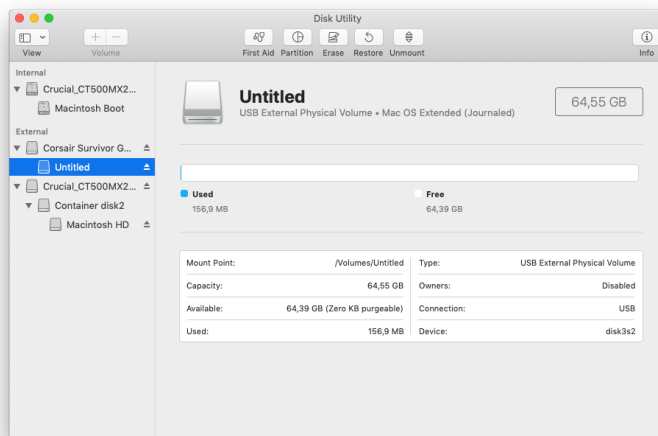 Disk Utility
View
Volume
First Aid Partition Erase Restore Unmount
Info
Internal
Crucial_CT500MX2...
Macintosh Boot
External
Corsair Survivor G...
Untitled
Crucial_CT500MX2...
Container disk2
Macintosh HD
Untitled
USB External Physical Volume • Mac OS Extended (Journaled)
64,55 GB
Used
156,9 MB
Free
64,39 GB
Mount Point: /Volumes/Untitled
Capacity: 64,55 GB
Available: 64,39 GB (Zero KB purgeable)
Used: 156,9 MB
Type: USB External Physical Volume
Owners: Disabled
Connection: USB
Device: disk3s2